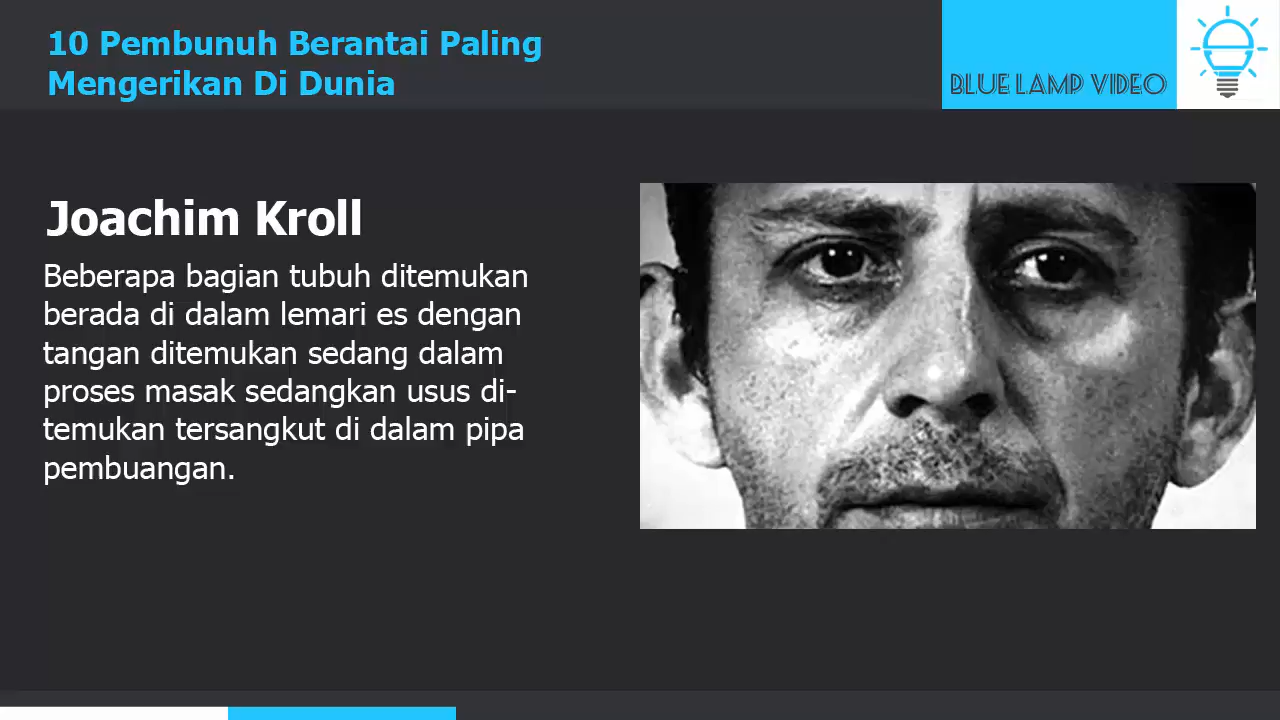 10 Pembunuh Berantai Paling
Mengerikan Di Dunia
BLUE LAMP VIDEO
Joachim Kroll
Beberapa bagian tubuh ditemukan
berada di dalam lemari es dengan
tangan ditemukan sedang dalam
proses masak sedangkan usus di-
temukan tersangkut di dalam pipa
pembuangan.